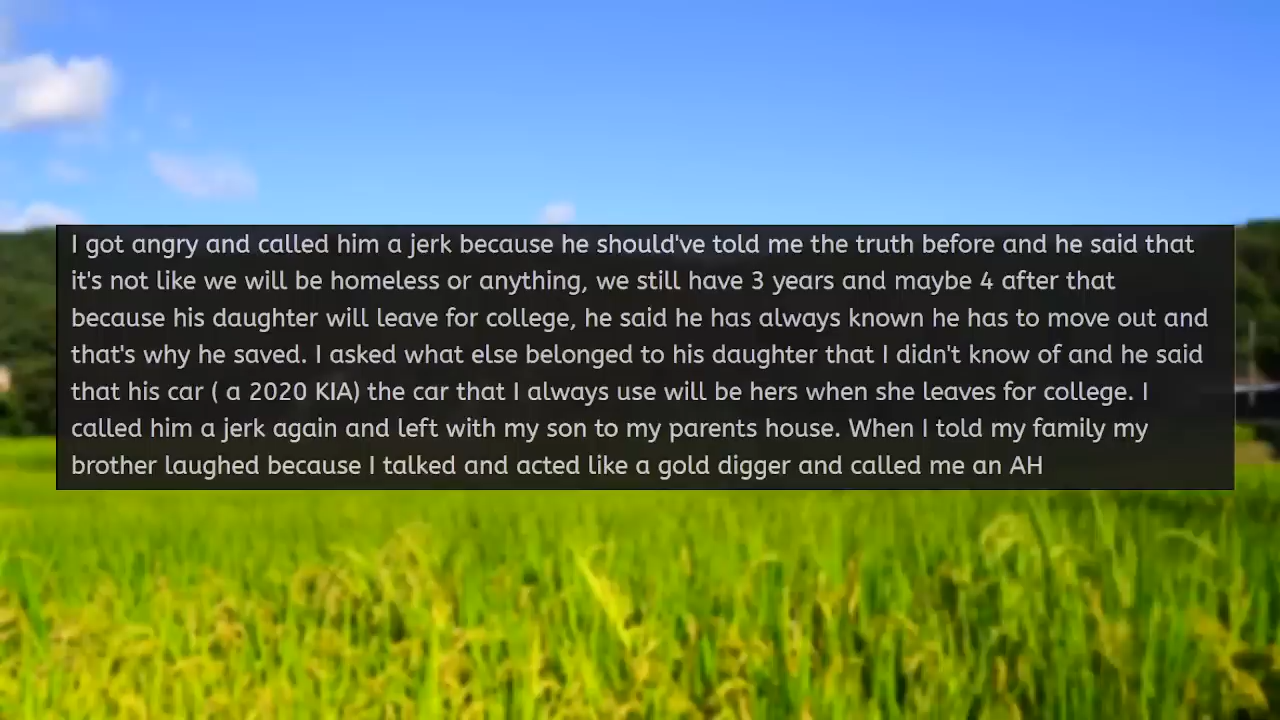 I got angry and called him a jerk because he should've told me the truth before and he said that
it's not like we will be homeless or anything, we still have 3 years and maybe 4 after that
because his daughter will leave for college, he said he has always known he has to move out and
that's why he saved. I asked what else belonged to his daughter that I didn't know of and he said
that his car ( a 2020 KIA) the car that I always use will be hers when she leaves for college. I
called him a jerk again and left with my son to my parents house. When I told my family my
brother laughed because I talked and acted like a gold digger and called me an AH